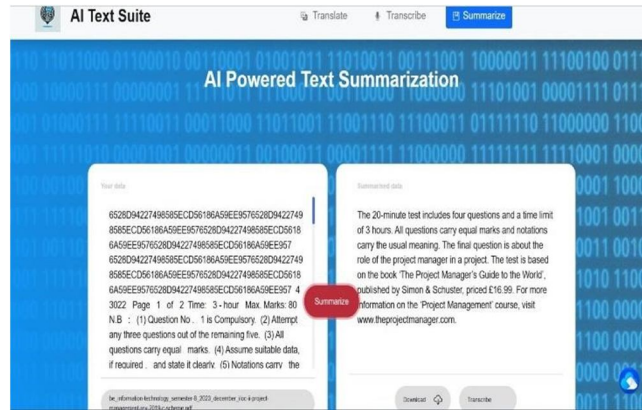 AI Text Suite
Translate
Transcribe
Summarize
AI Powered Text Summarization
Your data
6528D94227498585ECD56186A59EE9576528D9422749
8585ECD56186A59EE9576528D94227498585ECD5618
6A59EE9576528D94227498585ECD56186A59EE957
6528D94227498585ECD56186A59EE9576528D9422749
8585ECD56186A59EE9576528D94227498585ECD5618
6A59EE9576528D94227498585ECD56186A59EE957 4
3022 Page 1 of 2 Time: 3 - hour Max. Marks: 80
N.B : (1) Question No . 1 is Compulsory. (2) Attempt
any three questions out of the remaining five. (3) All
questions carry equal marks. (4) Assume suitable data,
if required . and state it clearly. (5) Notations carry the
be_information-technology_semester-8_2023_december_iloc-ii-project-
Summarize
Summarized data
The 20-minute test includes four questions and a time limit
of 3 hours. All questions carry equal marks and notations
carry the usual meaning. The final question is about the
role of the project manager in a project. The test is based
on the book 'The Project Manager's Guide to the World',
published by Simon & Schuster, priced £16.99. For more
information on the 'Project Management' course, visit
www.theprojectmanager.com.
Download
Transcribe